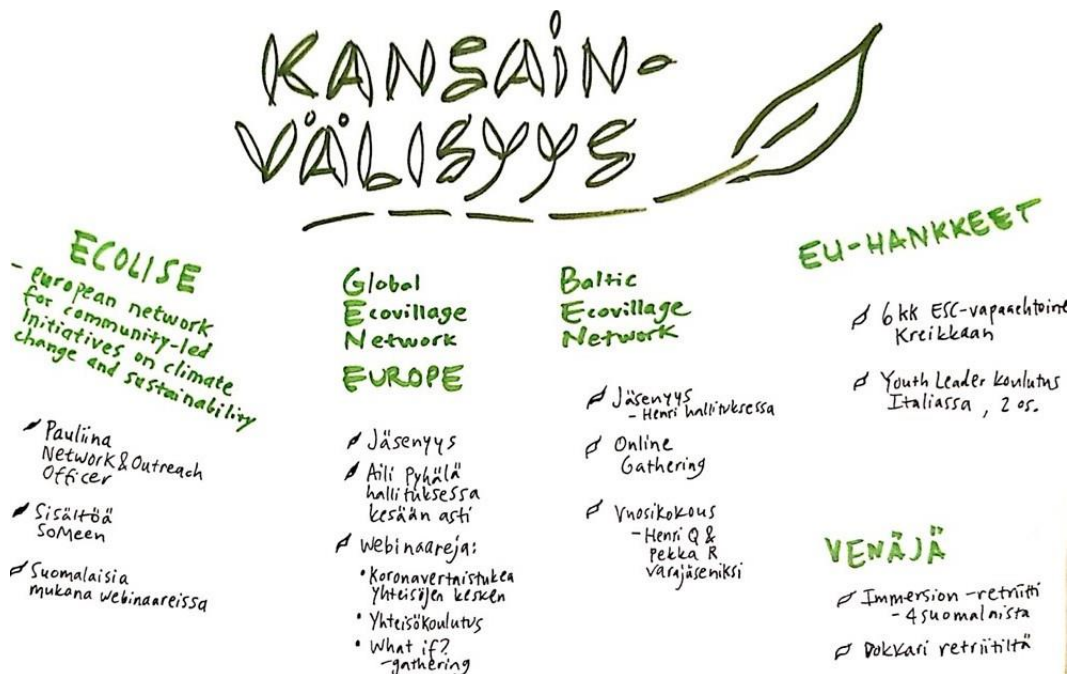 KANSAIN-
VÄLISYYS
ECOLISE
- european network
for community-led
Initiatives on climate
change and sustainability
Pauliina
Network & Outreach
Officer
Sisältöä
SoMeen
Suomalaisia
mukana webinaareissa
Global
Ecovillage
Network
EUROPE
Jäsenyys
Aili Pyhälä
hallituksessa
kesään asti
Webinaareja:
• Koronavertaistukea
yhteisöjen kesken
• Yhteisökoulutus
• What if?
-gathering
Baltic
Ecovillage
Network
Jäsenyys
- Henri hallituksessa
Online
Gathering
Vuosikokous
- Henri Q &
Pekka R
varajäseniksi
EU-HANKKEET
6 kk ESC-vapaaehtoine
Kreikkaan
Youth Leader koulutus
Italiassa, 2 os.
VENÄJÄ
Immersion -retriitti
- 4 suomalaista
Dokkari retriitiltä